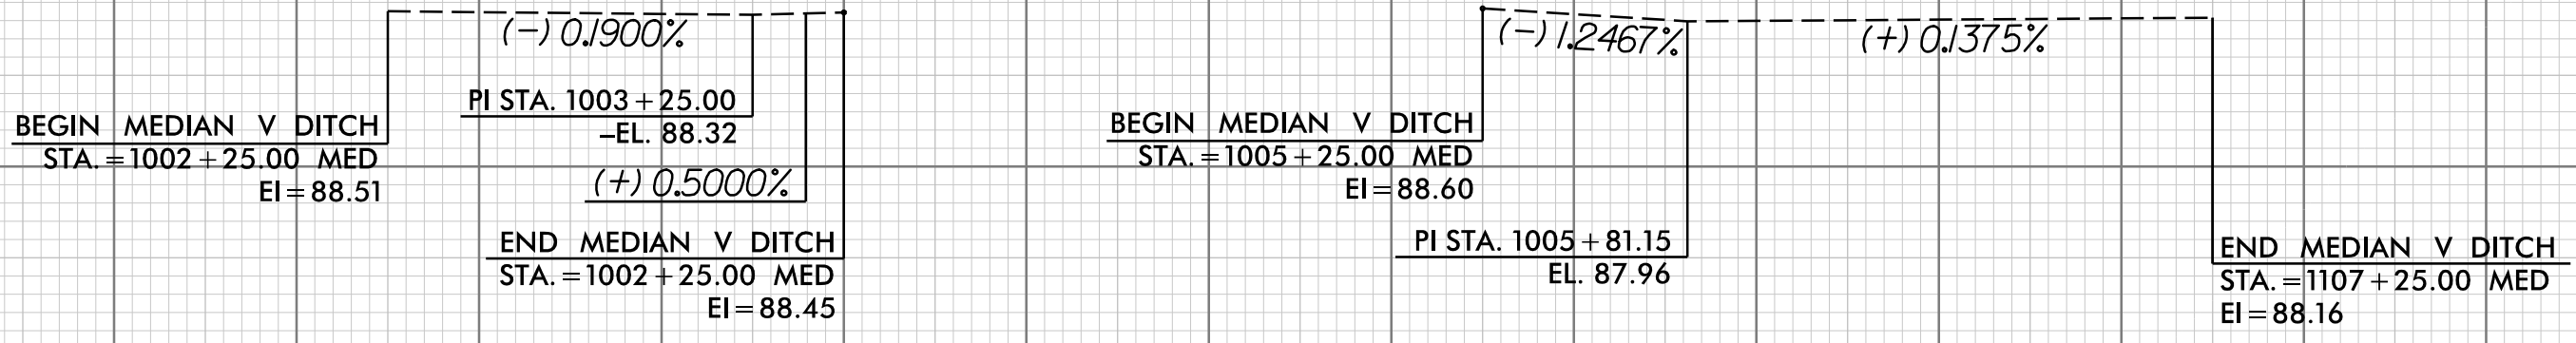 (-) 0.1900%
PI STA. 1003+25.00
-EL. 88.32
BEGIN MEDIAN V DITCH
STA.=1002+25.00 MED
El=88.51
(+) 0.5000%
END MEDIAN V DITCH
STA.=1002+25.00 MED
El=88.45
(-) 1.2467%
BEGIN MEDIAN V DITCH
STA.=1005+25.00 MED
El=88.60
PI STA. 1005+81.15
EL. 87.96
(+) 0.1375%
END MEDIAN V DITCH
STA.=1107+25.00 MED
El=88.16